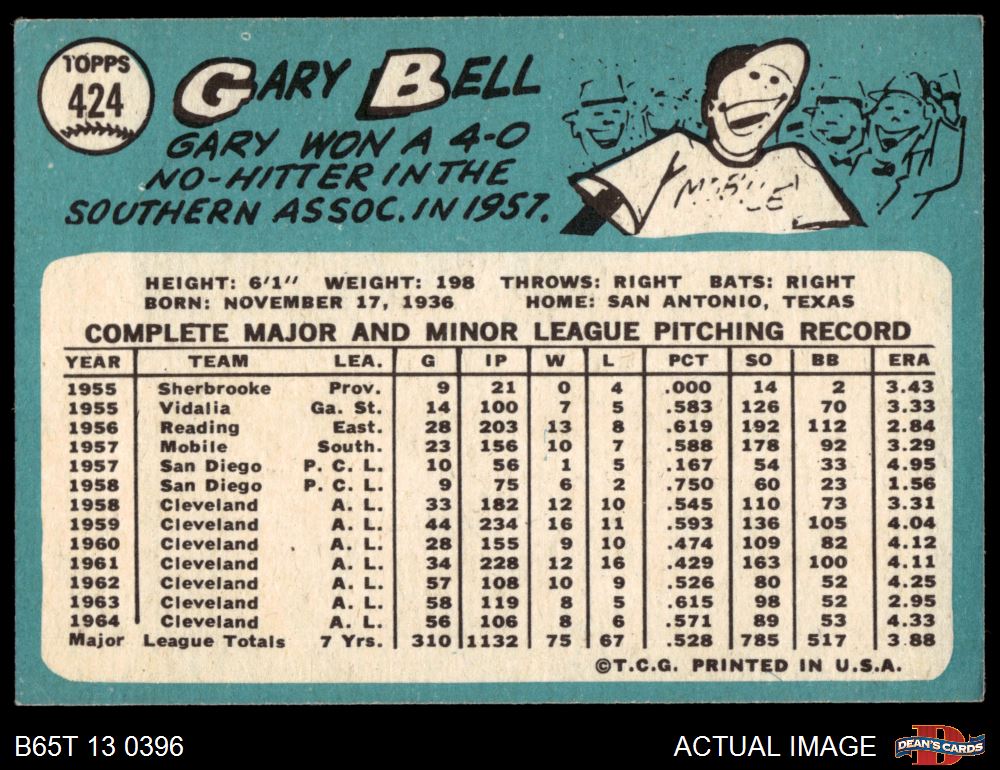 TOPPS
424
GARY BELL
GARY WON A 4-0
NO-HITTER IN THE
SOUTHERN ASSOC. IN 1957.
MOBILE
HEIGHT: 6'1" WEIGHT: 198 THROWS: RIGHT BATS: RIGHT
BORN: NOVEMBER 17, 1936 HOME: SAN ANTONIO, TEXAS
COMPLETE MAJOR AND MINOR LEAGUE PITCHING RECORD
YEAR TEAM LEA. G IP W L PCT SO BB ERA
1955 Sherbrooke Prov. 9 21 0 4 .000 14 2 3.43
1955 Vidalia Ga. St. 14 100 7 5 .583 126 70 3.33
1956 Reading East. 28 203 13 8 .619 192 112 2.84
1957 Mobile South. 23 156 10 7 .588 178 92 3.29
1957 San Diego P. C. L. 10 56 1 5 .167 54 33 4.95
1958 San Diego P. C. L. 9 75 6 2 .750 60 23 1.56
1958 Cleveland A. L. 33 182 12 10 .545 110 73 3.31
1959 Cleveland A. L. 44 234 16 11 .593 136 105 4.04
1960 Cleveland A. L. 28 155 9 10 .474 109 82 4.12
1961 Cleveland A. L. 34 228 12 16 .429 163 100 4.11
1962 Cleveland A. L. 57 108 10 9 .526 80 52 4.25
1963 Cleveland A. L. 58 119 8 5 .615 98 52 2.95
1964 Cleveland A. L. 56 106 8 6 .571 89 53 4.33
Major League Totals 7 Yrs. 310 1132 75 67 .528 785 517 3.88
©T.C.G. PRINTED IN U.S.A.
B65T 13 0396
ACTUAL IMAGE
DEAN'S CARDS